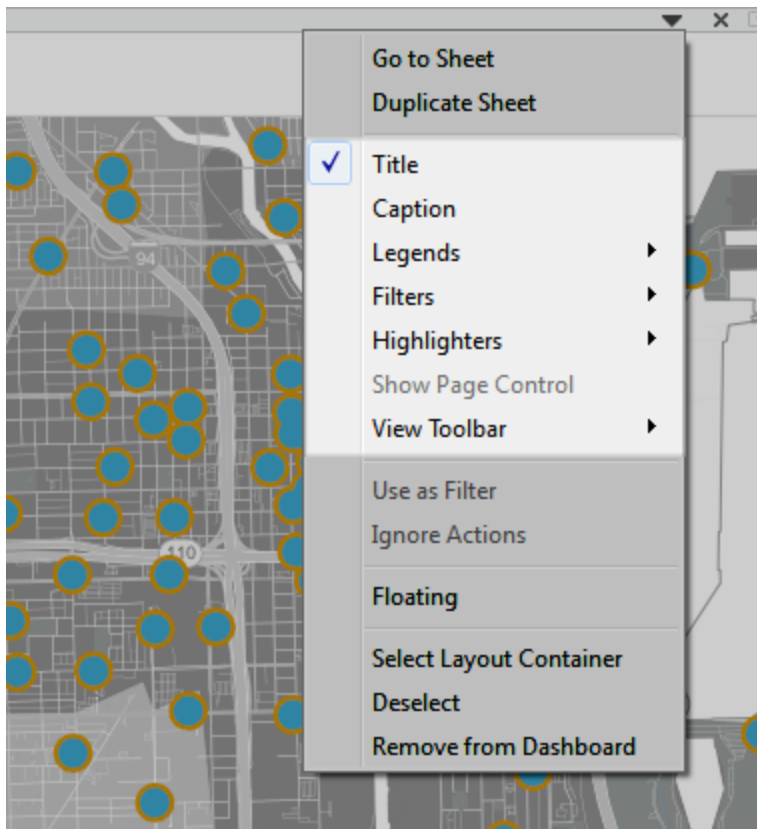 Go to Sheet
Duplicate Sheet
Title
Caption
Legends
Filters
Highlighters
Show Page Control
View Toolbar
Use as Filter
Ignore Actions
Floating
Select Layout Container
Deselect
Remove from Dashboard
94
110